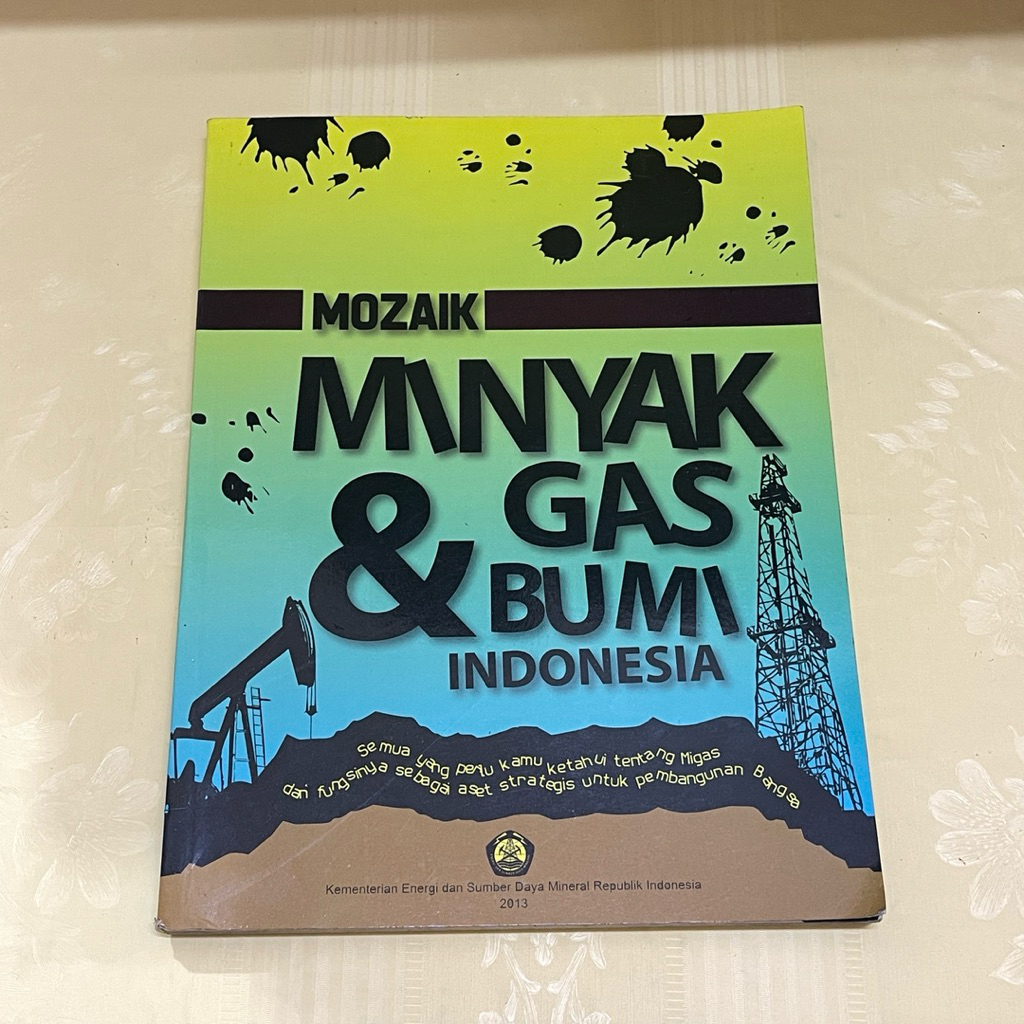 MOZAIK
MINYAK
& GAS
BUMI
INDONESIA
Semua yang perlu kamu ketahui tentang Migas
dan fungsinya sebagai aset strategis untuk pembangunan Bangsa
Kementerian Energi dan Sumber Daya Mineral Republik Indonesia
2013